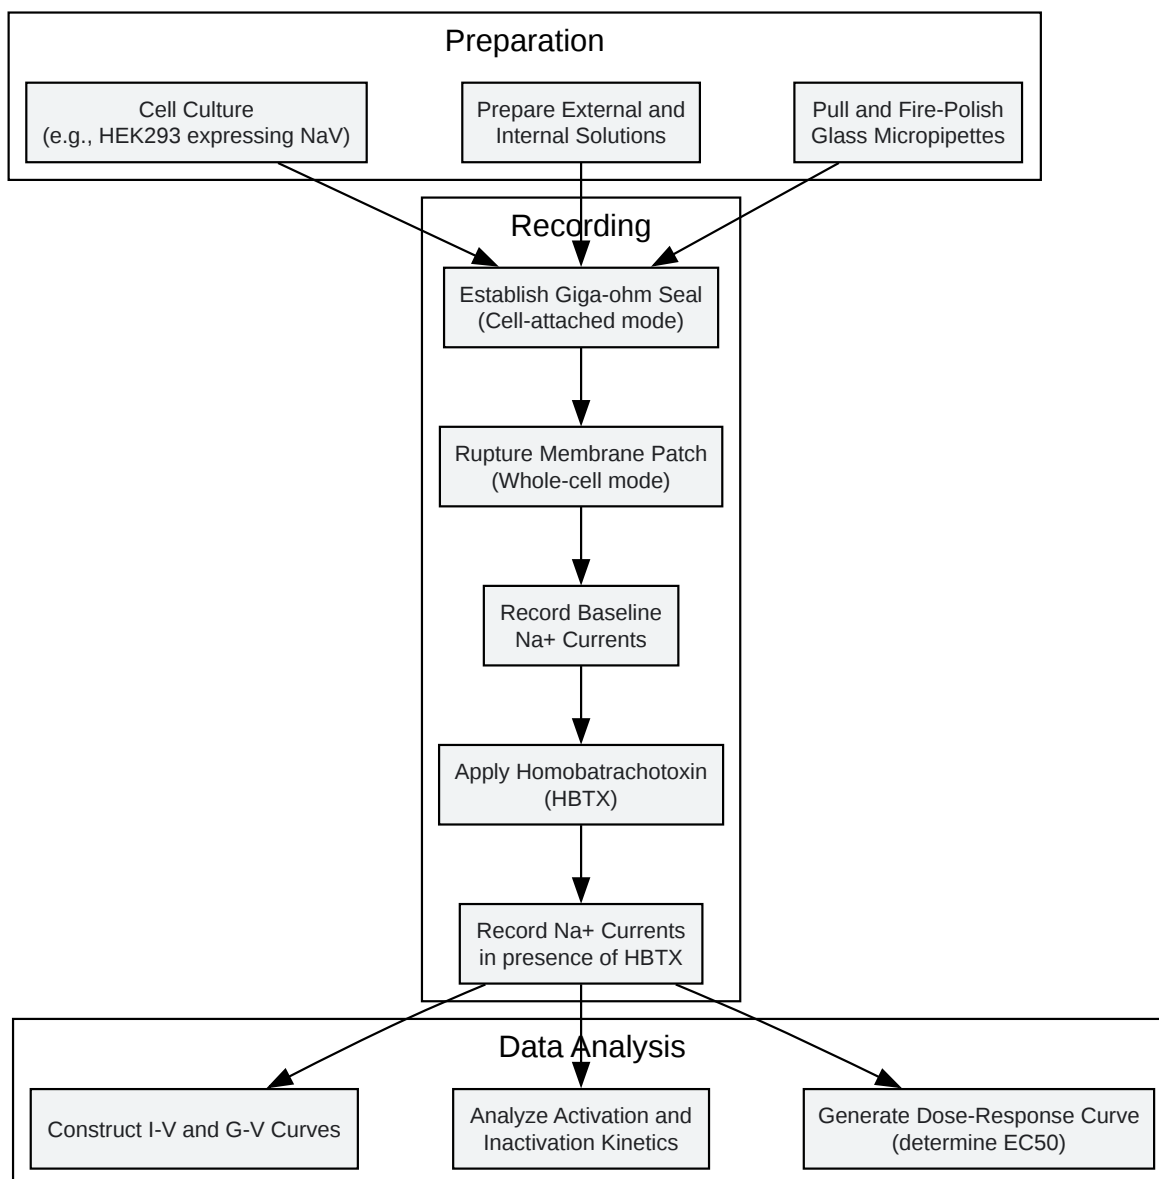 Preparation
Cell Culture
(e.g., HEK293 expressing NaV)
Prepare External and
Internal Solutions
Pull and Fire-Polish
Glass Micropipettes
Recording
Establish Giga-ohm Seal
(Cell-attached mode)
Rupture Membrane Patch
(Whole-cell mode)
Record Baseline
Na+ Currents
Apply Homobatrachotoxin
(HBTX)
Record Na+ Currents
in presence of HBTX
Data Analysis
Construct I-V and G-V Curves
Analyze Activation and
Inactivation Kinetics
Generate Dose-Response Curve
(determine EC50)